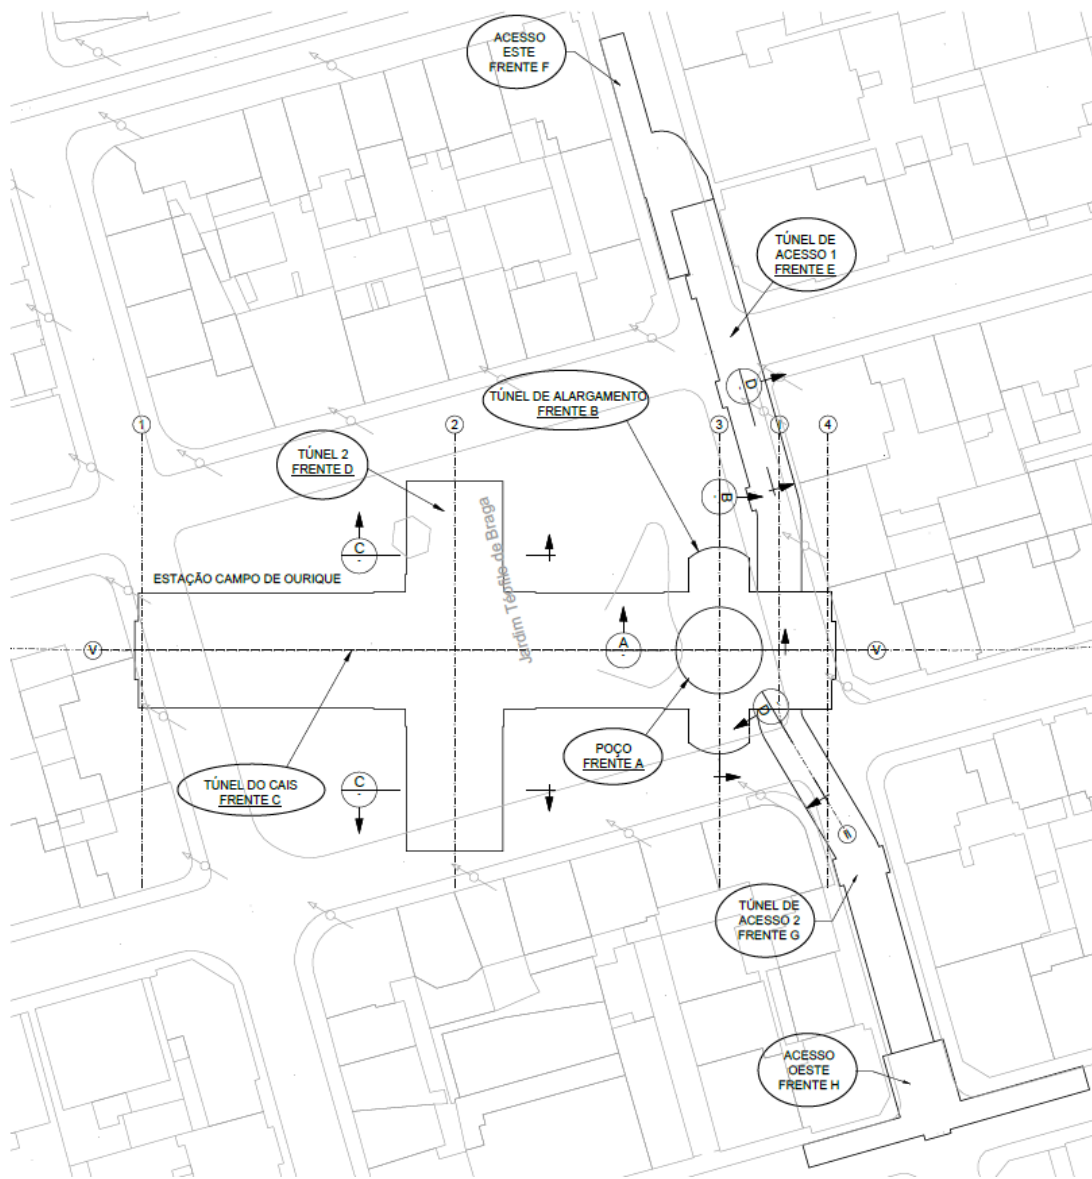 ACESSO
ESTE
FRENTE F
TÚNEL DE
ACESSO 1
FRENTE E
D
TÚNEL DE ALARGAMENTO
FRENTE B
1
2
3
I
4
TÚNEL 2
FRENTE D
B
Jardim Teófilo de Braga
C
ESTAÇÃO CAMPO DE OURIQUE
V
A
V
D
POÇO
FRENTE A
TÚNEL DO CAIS
FRENTE C
C
II
TÚNEL DE
ACESSO 2
FRENTE G
ACESSO
OESTE
FRENTE H